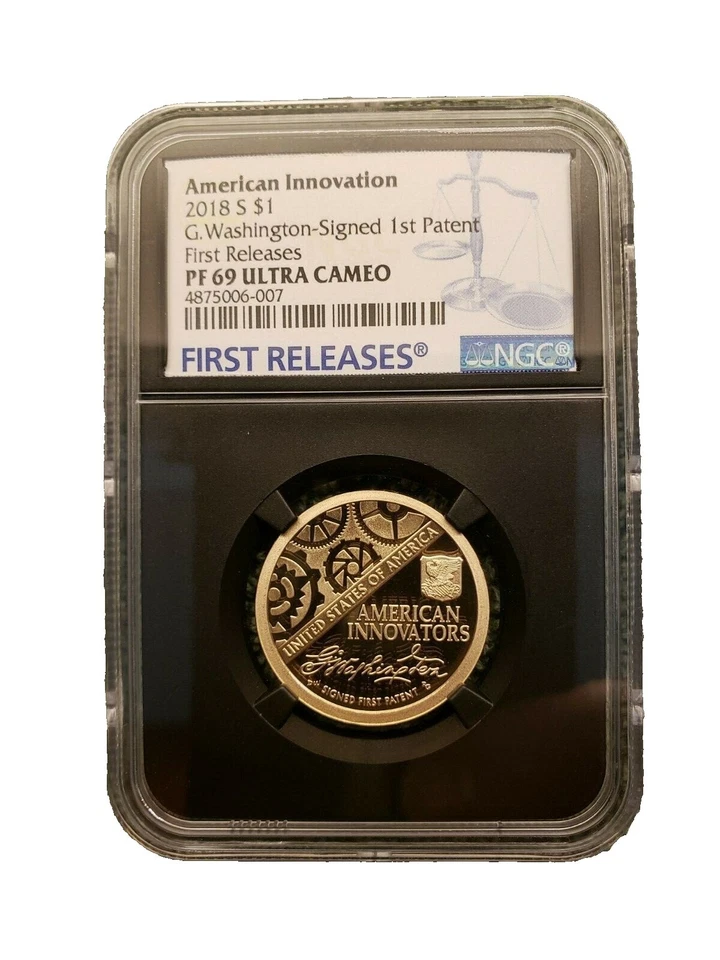 American Innovation
2018 S $1
G.Washington-Signed 1st Patent
First Releases
PF 69 ULTRA CAMEO
4875006-007
FIRST RELEASES®
NGC®
UNITED STATES OF AMERICA
AMERICAN
INNOVATORS
G:Washington
SIGNED FIRST PATENT